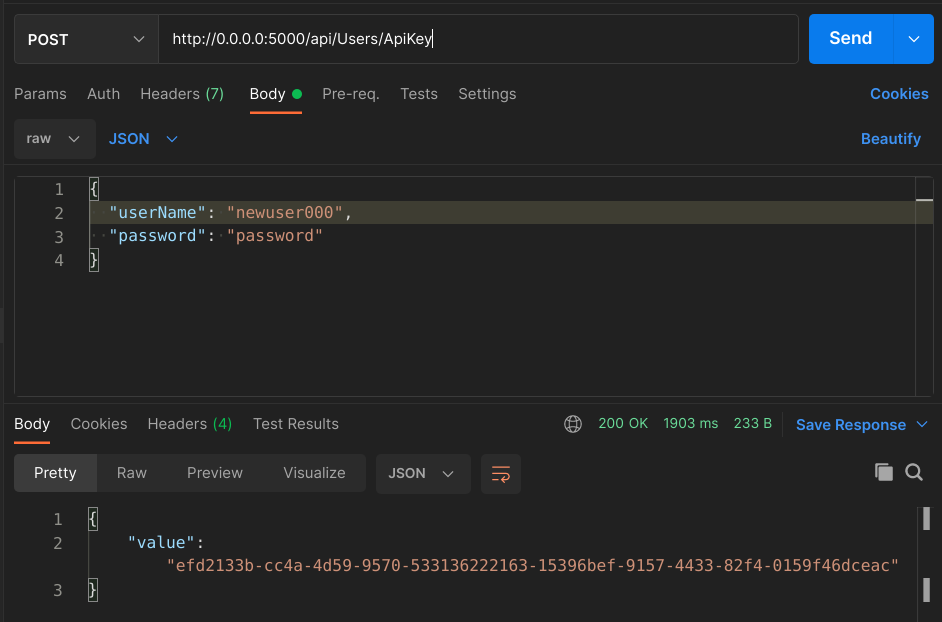 POST http://0.0.0.0:5000/api/Users/ApiKey Send
Params Auth Headers (7) Body Pre-req. Tests Settings Cookies
raw JSON Beautify
1 {
2 "userName": "newuser000",
3 "password": "password"
4 }
Body Cookies Headers (4) Test Results 200 OK 1903 ms 233 B Save Response
Pretty Raw Preview Visualize JSON
1 {
2 "value":
"efd2133b-cc4a-4d59-9570-533136222163-15396bef-9157-4433-82f4-0159f46dceac"
3 }